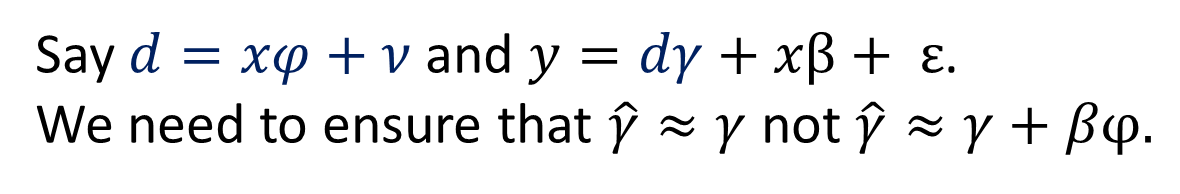 Say 𝑑 = 𝑥𝜑 + 𝜈 and 𝑦 = 𝑑𝛾 + 𝑥β + ε.
We need to ensure that 𝛾̂ ≈ 𝛾 not 𝛾̂ ≈ 𝛾 + 𝛽φ.